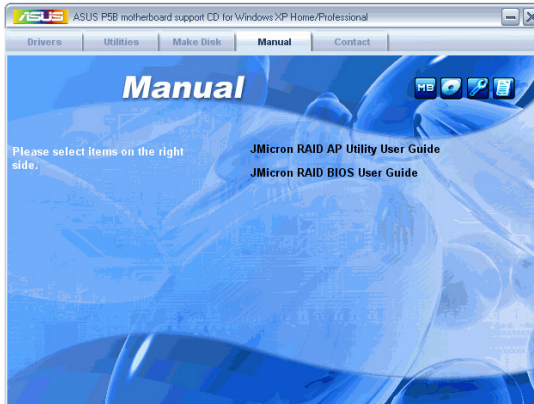 ASUS ASUS P5B motherboard support CD for Windows XP Home/Professional
Drivers Utilities Make Disk Manual Contact
Manual
MB
Please select items on the right
side.
JMicron RAID AP Utility User Guide
JMicron RAID BIOS User Guide